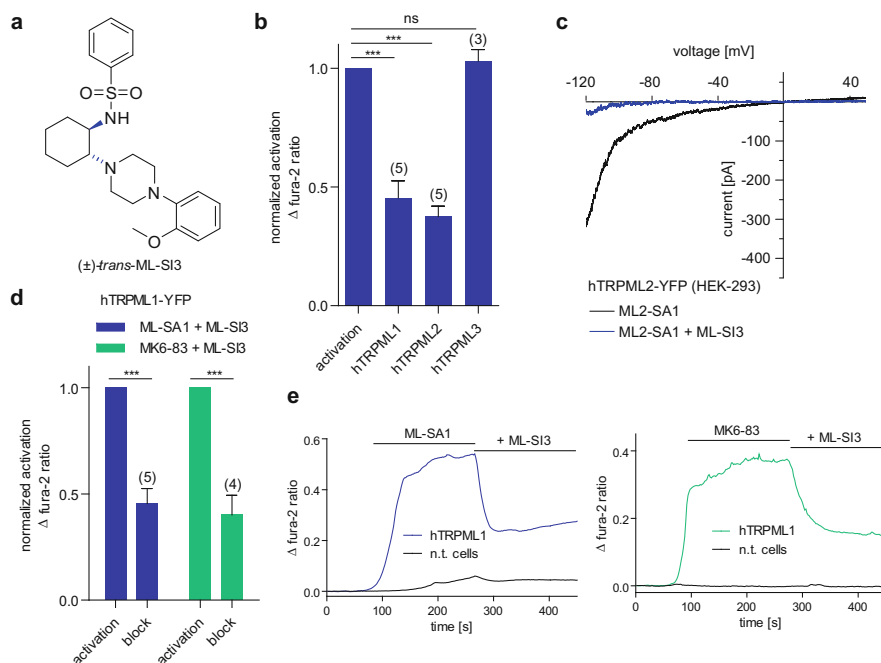 a
O
S
O
NH
N
N
O
(±)-trans-ML-SI3
b
ns
***
***
(3)
(5)
(5)
normalized activation
Δ fura-2 ratio
1.0
0.5
0.0
activation
hTRPML1
hTRPML2
hTRPML3
c
voltage [mV]
-120 -80 -40 40
-100
-200
-300
-400
current [pA]
hTRPML2-YFP (HEK-293)
ML2-SA1
ML2-SA1 + ML-SI3
d
hTRPML1-YFP
ML-SA1 + ML-SI3
MK6-83 + ML-SI3
*** ***
(5) (4)
normalized activation
Δ fura-2 ratio
1.0
0.5
0.0
activation
block
activation
block
e
ML-SA1 + ML-SI3
Δ fura-2 ratio
0.6
0.4
0.2
0.0
hTRPML1
n.t. cells
0 200 400
time [s]
MK6-83 + ML-SI3
Δ fura-2 ratio
0.4
0.2
0.0
hTRPML1
n.t. cells
0 200 400
time [s]